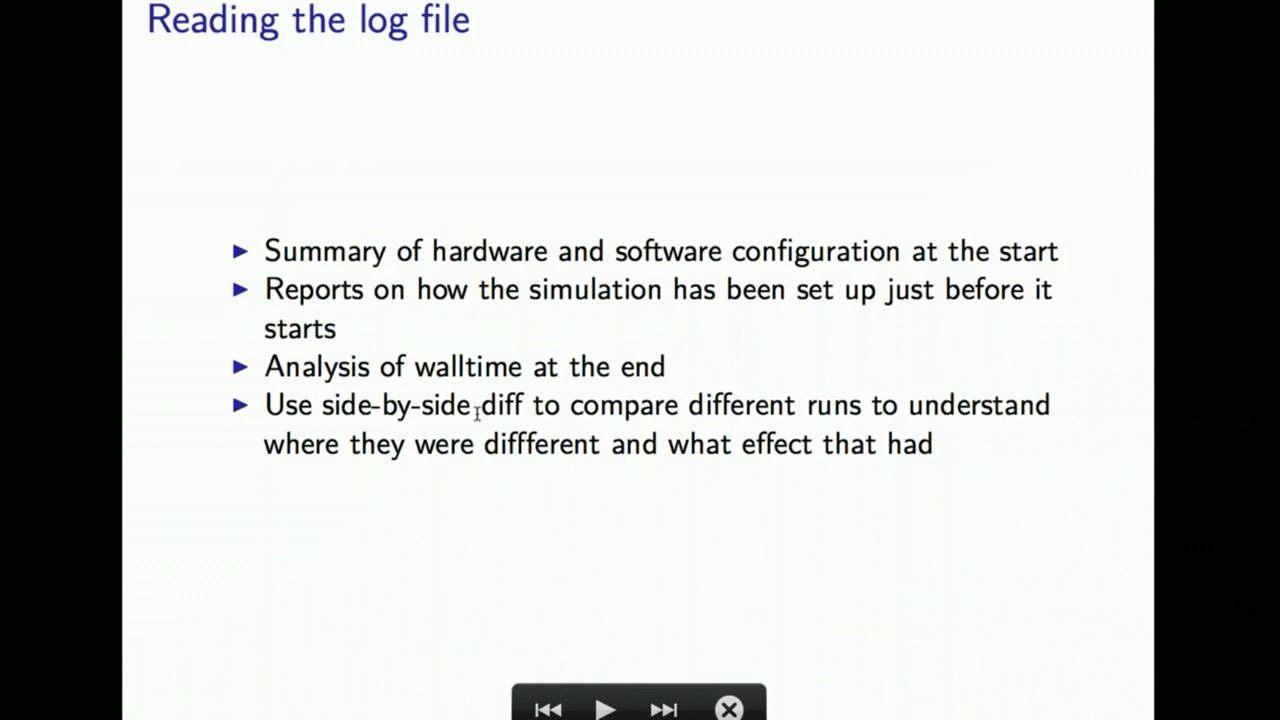 Reading the log file
Summary of hardware and software configuration at the start
Reports on how the simulation has been set up just before it
starts
Analysis of walltime at the end
Use side-by-side diff to compare different runs to understand
where they were diffferent and what effect that had